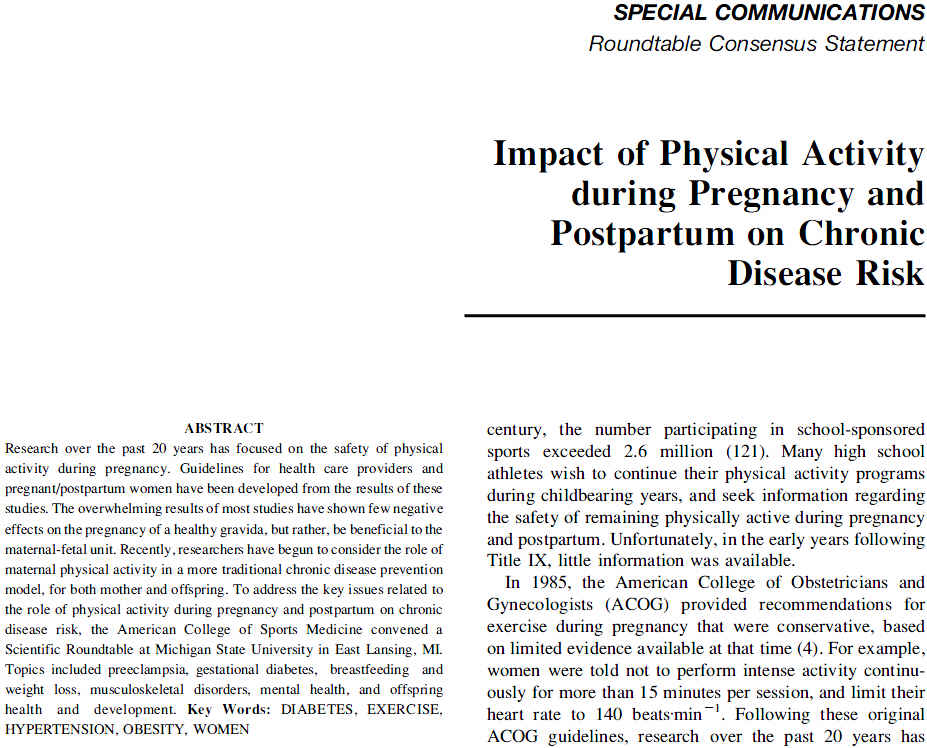 SPECIAL COMMUNICATIONS
Roundtable Consensus Statement
Impact of Physical Activity
during Pregnancy and
Postpartum on Chronic
Disease Risk
ABSTRACT
Research over the past 20 years has focused on the safety of physical
activity during pregnancy. Guidelines for health care providers and
pregnant/postpartum women have been developed from the results of these
studies. The overwhelming results of most studies have shown few negative
effects on the pregnancy of a healthy gravida, but rather, be beneficial to the
maternal-fetal unit. Recently, researchers have begun to consider the role of
maternal physical activity in a more traditional chronic disease prevention
model, for both mother and offspring. To address the key issues related to
the role of physical activity during pregnancy and postpartum on chronic
disease risk, the American College of Sports Medicine convened a
Scientific Roundtable at Michigan State University in East Lansing, MI.
Topics included preeclampsia, gestational diabetes, breastfeeding and
weight loss, musculoskeletal disorders, mental health, and offspring
health and development. Key Words: DIABETES, EXERCISE,
HYPERTENSION, OBESITY, WOMEN
century, the number participating in school-sponsored
sports exceeded 2.6 million (121). Many high school
athletes wish to continue their physical activity programs
during childbearing years, and seek information regarding
the safety of remaining physically active during pregnancy
and postpartum. Unfortunately, in the early years following
Title IX, little information was available.
In 1985, the American College of Obstetricians and
Gynecologists (ACOG) provided recommendations for
exercise during pregnancy that were conservative, based
on limited evidence available at that time (4). For example,
women were told not to perform intense activity continu-
ously for more than 15 minutes per session, and limit their
heart rate to 140 beats·min⁻¹. Following these original
ACOG guidelines, research over the past 20 years has